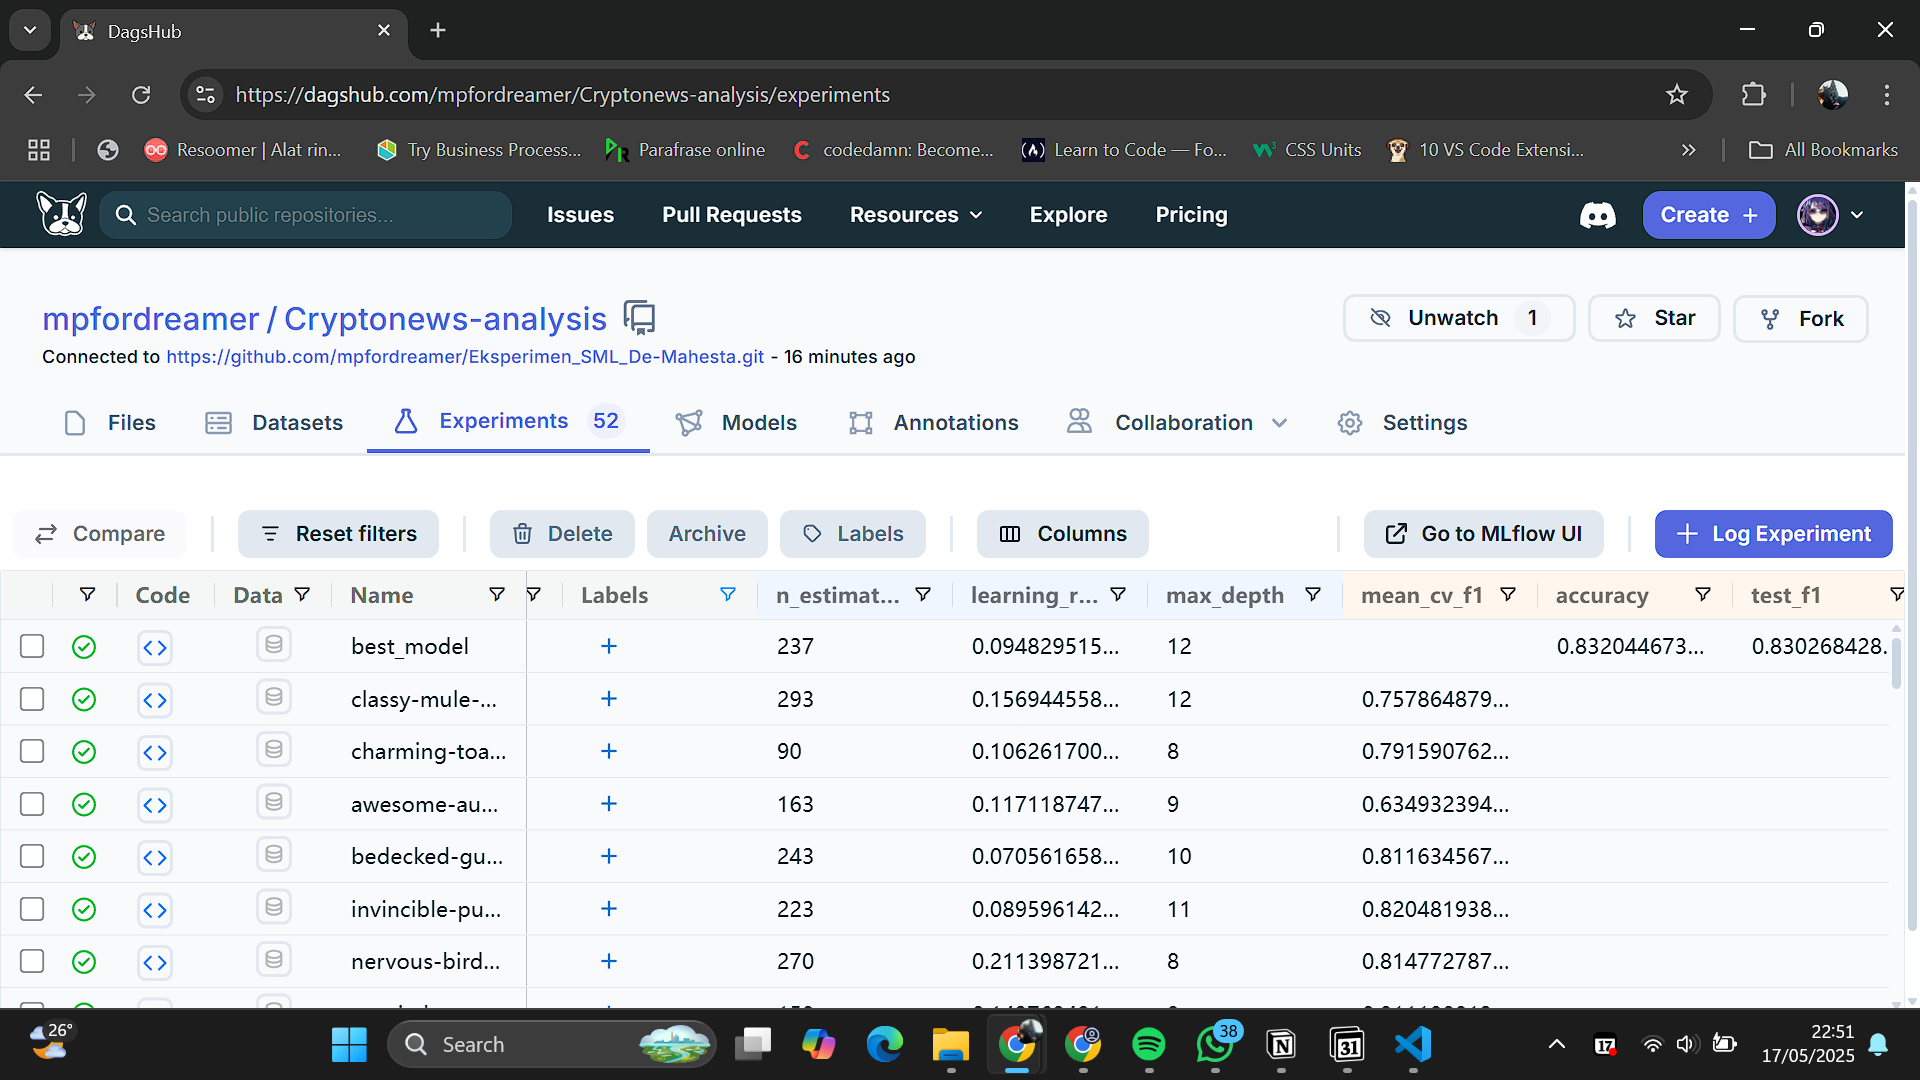 DagsHub
https://dagshub.com/mpfordreamer/Cryptonews-analysis/experiments
Resoomer | Alat rin...
Try Business Process...
Parafrase online
codedamn: Become...
Learn to Code — Fo...
CSS Units
10 VS Code Extensi...
All Bookmarks
Search public repositories...
Issues
Pull Requests
Resources
Explore
Pricing
Create +
mpfordreamer / Cryptonews-analysis
Unwatch 1
Star
Fork
Connected to https://github.com/mpfordreamer/Eksperimen_SML_De-Mahesta.git - 16 minutes ago
Files
Datasets
Experiments 52
Models
Annotations
Collaboration
Settings
Compare
Reset filters
Delete
Archive
Labels
Columns
Go to MLflow UI
+ Log Experiment
Code Data Name Labels n_estimat... learning_r... max_depth mean_cv_f1 accuracy test_f1
best_model + 237 0.094829515... 12 0.832044673... 0.830268428.
classy-mule-... + 293 0.156944558... 12 0.757864879...
charming-toa... + 90 0.106261700... 8 0.791590762...
awesome-au... + 163 0.117118747... 9 0.634932394...
bedecked-gu... + 243 0.070561658... 10 0.811634567...
invincible-pu... + 223 0.089596142... 11 0.820481938...
nervous-bird... + 270 0.211398721... 8 0.814772787...
26°
Search
38
31
17
22:51
17/05/2025